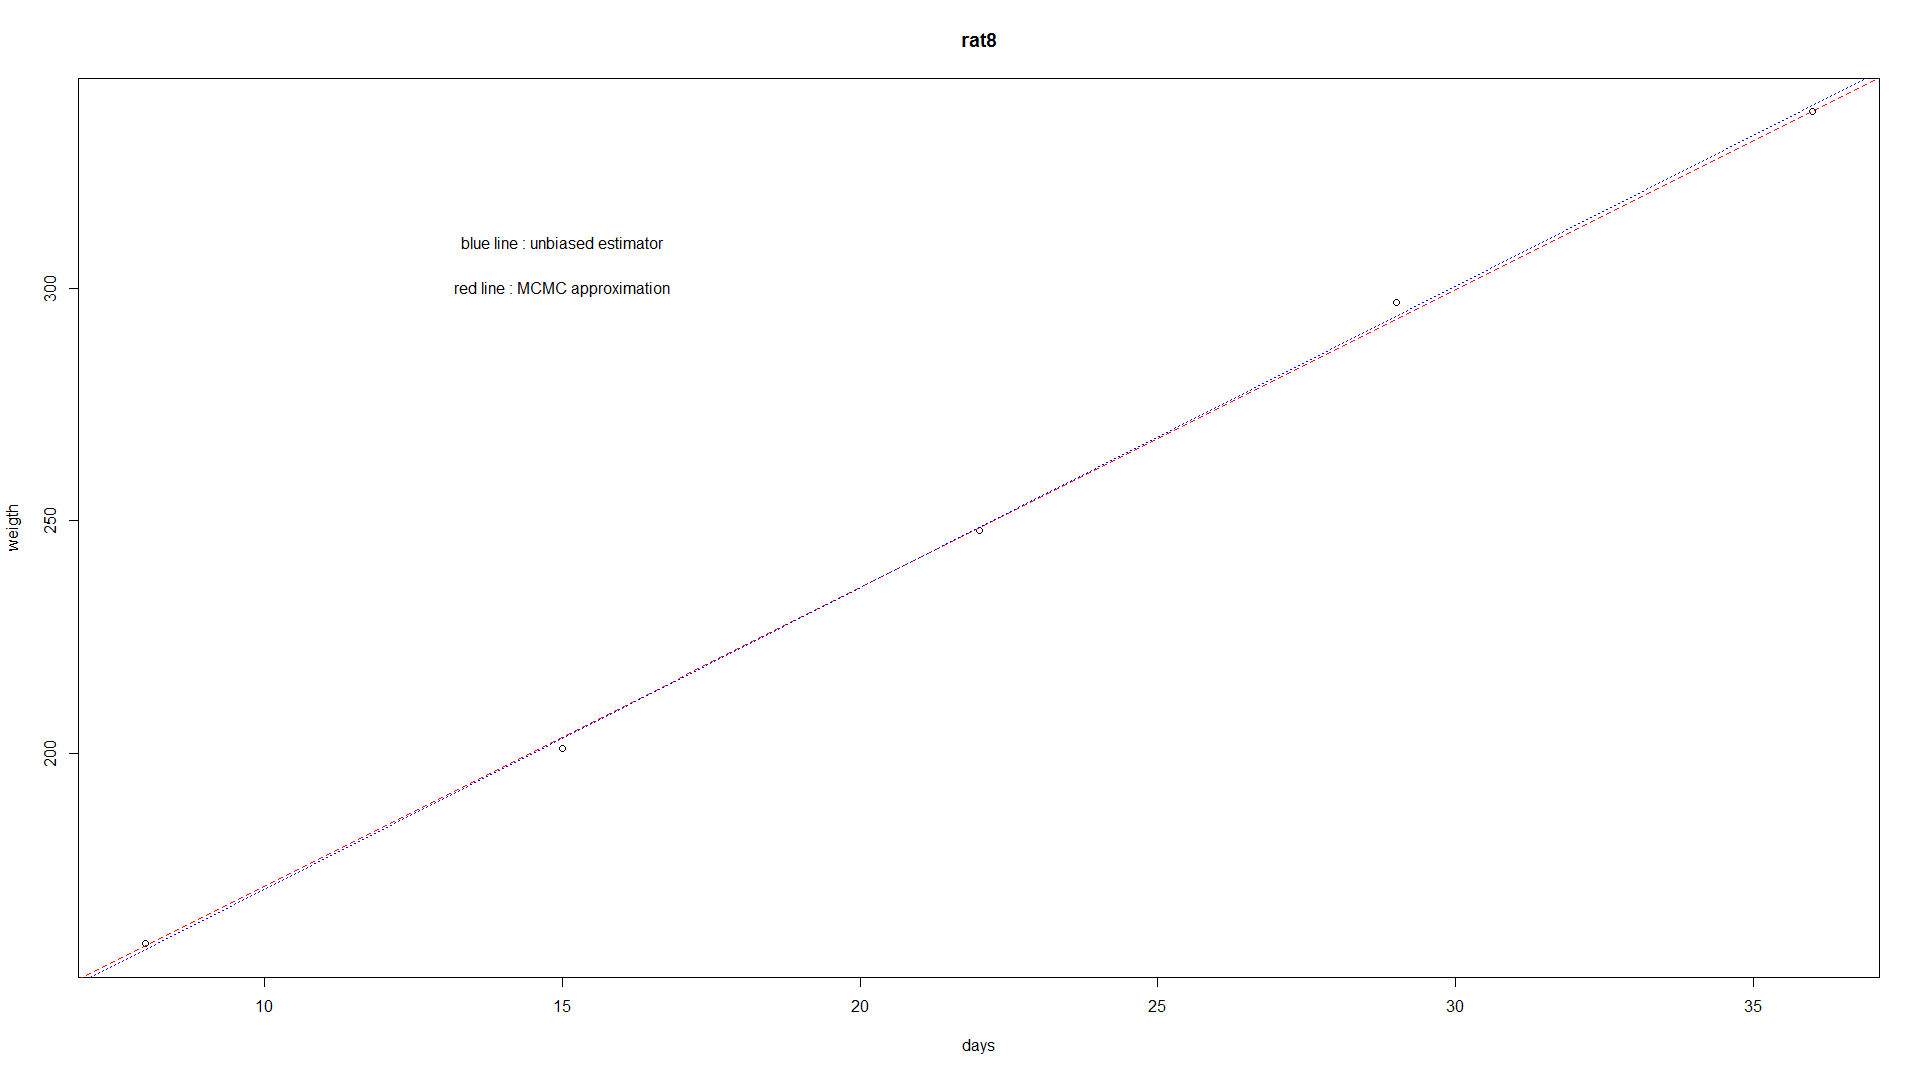 rat8
blue line : unbiased estimator
red line : MCMC approximation
300
250
200
weigth
10 15 20 25 30 35
days